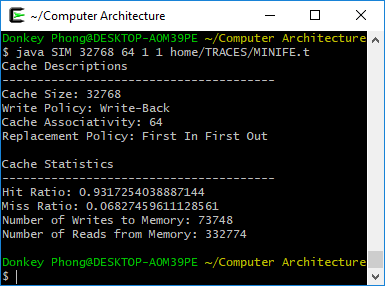 ~/Computer Architecture
Donkey Phong@DESKTOP-AOM39PE ~/Computer Architecture
$ java SIM 32768 64 1 1 home/TRACES/MINIFE.t
Cache Descriptions
---------------------------------------
Cache Size: 32768
Write Policy: Write-Back
Cache Associativity: 64
Replacement Policy: First In First Out
Cache Statistics
---------------------------------------
Hit Ratio: 0.9317254038887144
Miss Ratio: 0.06827459611128561
Number of Writes to Memory: 73748
Number of Reads from Memory: 332774
Donkey Phong@DESKTOP-AOM39PE ~/Computer Architecture
$